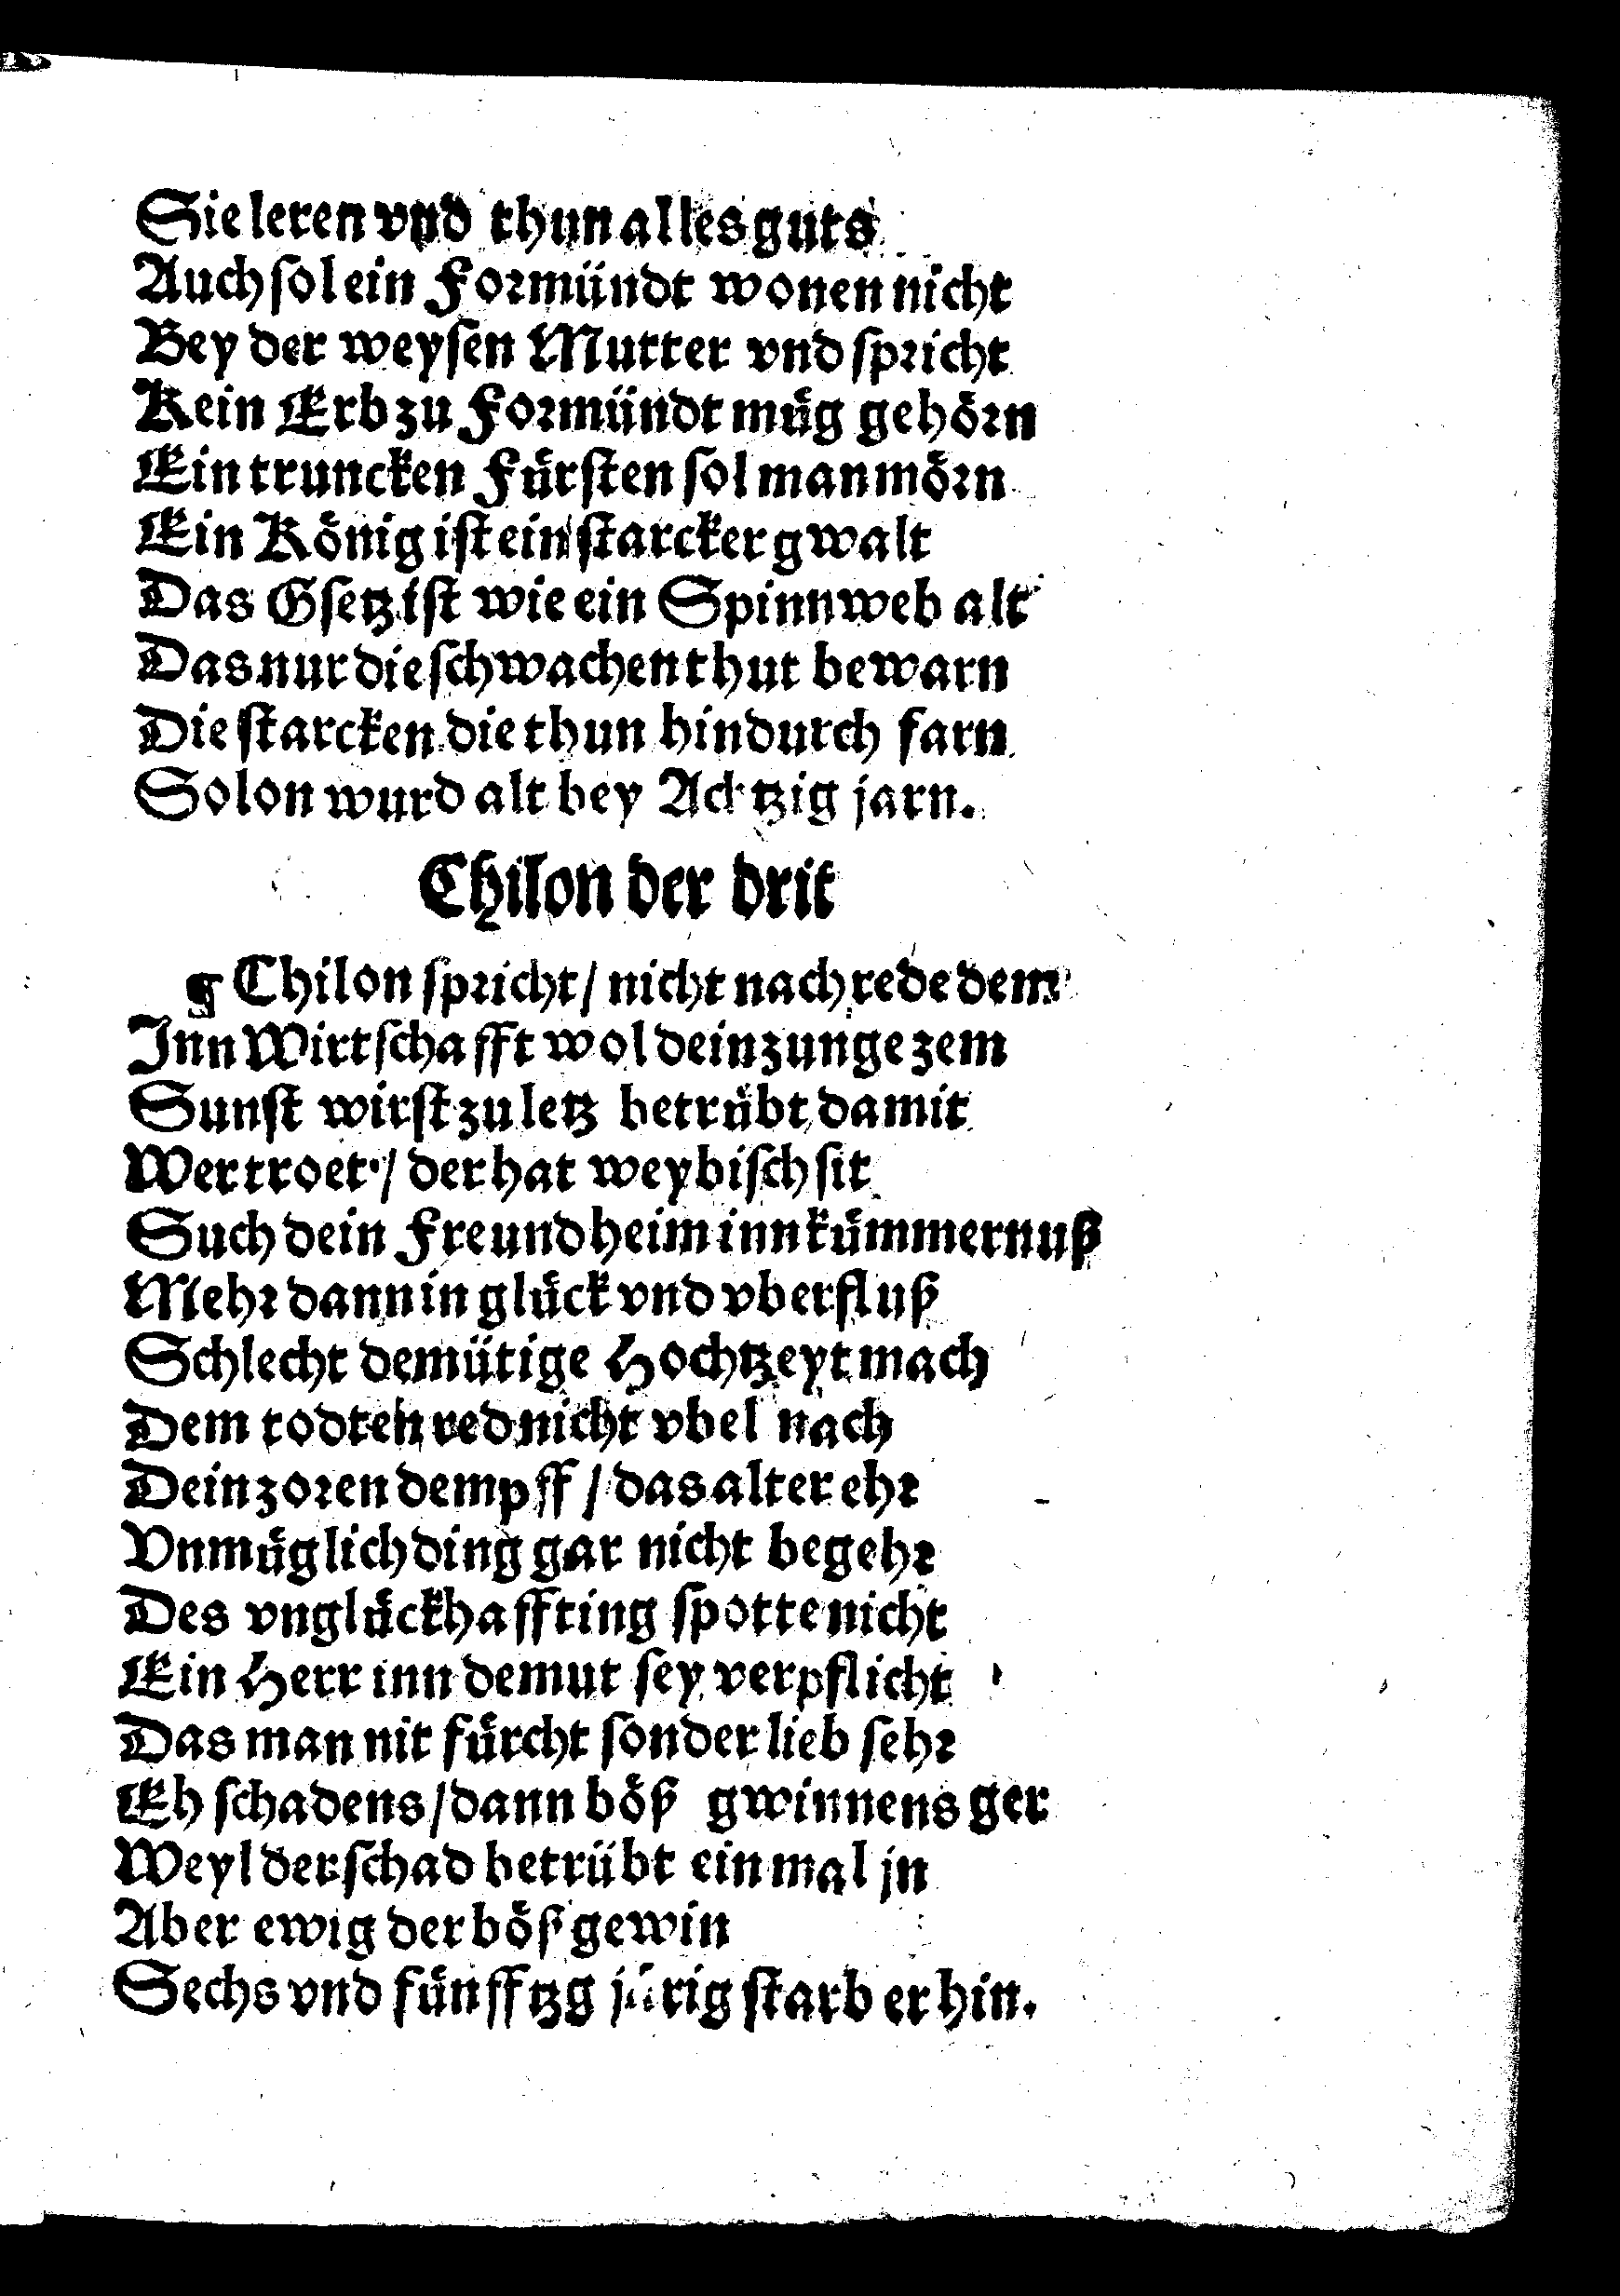 Sie leren vnd thun alles guts
Auch sol ein Formündt wonen nicht
Bey der weysen Mutter vnd spricht
Kein Erb zu Formündt müg gehörn
Ein truncken Fürsten sol man mörn
Ein König ist ein starcker gwalt
Das Gsetz ist wie ein Spinnweb alt
Das nur die schwachen thut bewarn
Die starcken die thun hindurch farn
Solon wurd alt bey Achtzig jarn.
Chilon der drit
¶ Chilon spricht / nicht nach rede dem
Inn Wirtschafft wol dein zunge zem
Sunst wirst zu letz betrübt damit
Wer troet / der hat weybisch sit
Such dein Freund heim inn kümmernuß
Mehr dann in glück vnd vberfluß
Schlecht demütige Hochtzeyt mach
Dem todten red nicht vbel nach
Dein zoren dempff / das alter ehr
Vnmüglich ding gar nicht begehr
Des vnglückhaffting spotte nicht
Ein Herr inn demut sey verpflicht
Das man nit fürcht sonder lieb sehr
Eh schadens / dann böß gwinnens ger
Weyl der schad betrübt ein mal jn
Aber ewig der böß gewin
Sechs vnd fünfftzg järig starb er hin.